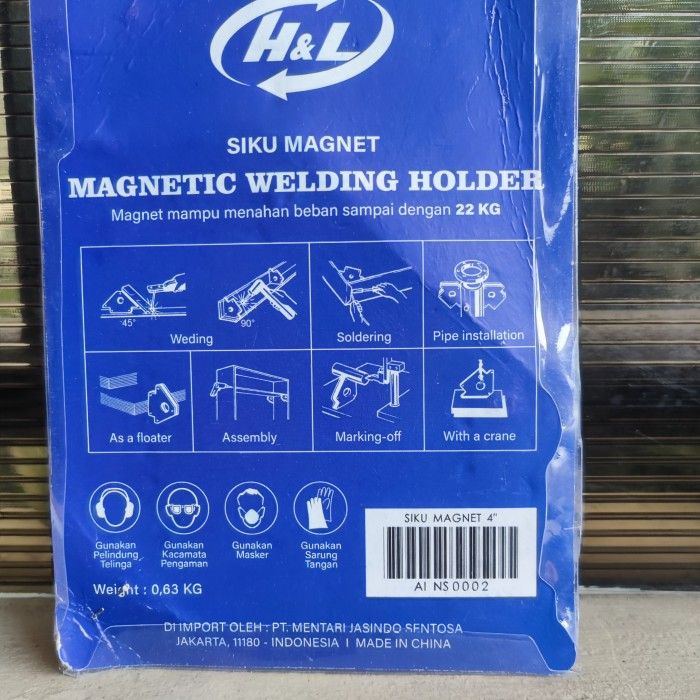 H&L
SIKU MAGNET
MAGNETIC WELDING HOLDER
Magnet mampu menahan beban sampai dengan 22 KG
45°
90°
Weding
Soldering
Pipe installation
As a floater
Assembly
Marking-off
With a crane
Gunakan
Pelindung
Telinga
Gunakan
Kacamata
Pengaman
Gunakan
Masker
Gunakan
Sarung
Tangan
SIKU MAGNET 4"
AI NS0002
Weight : 0,63 KG
DI IMPORT OLEH : PT. MENTARI JASINDO SENTOSA
JAKARTA, 11180 - INDONESIA I MADE IN CHINA